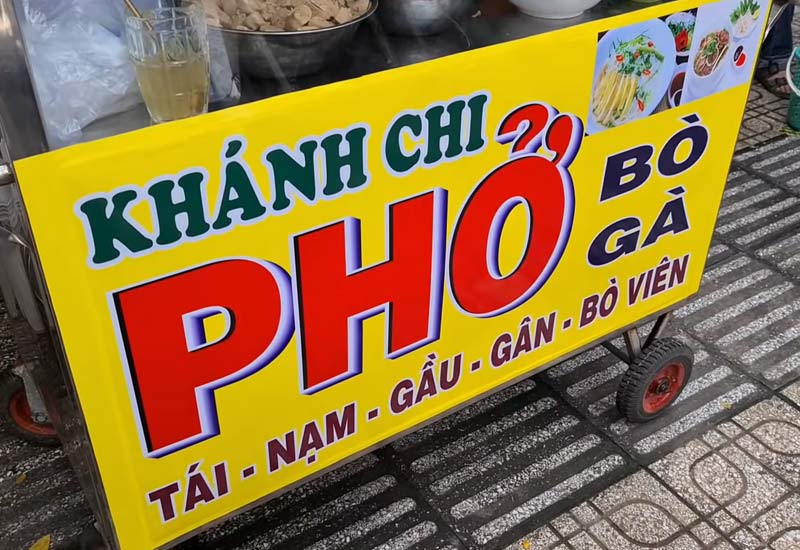 KHÁNH CHI
PHỞ
BÒ
GÀ
TÁI - NẠM - GẦU - GÂN - BÒ VIÊN